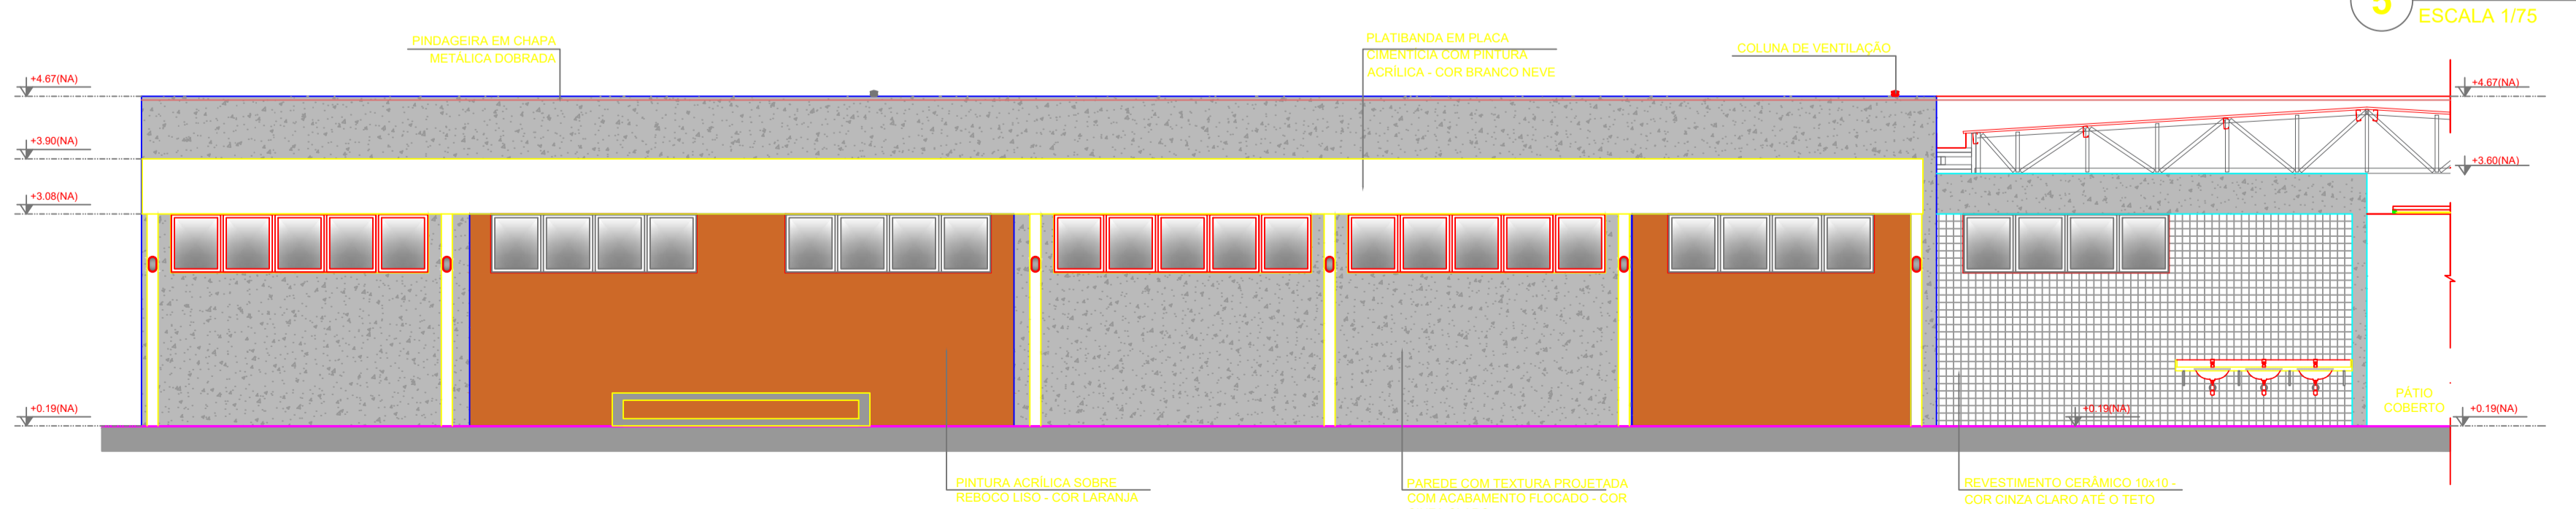 5
ESCALA 1/75
PINDAGEIRA EM CHAPA
METÁLICA DOBRADA
PLATIBANDA EM PLACA
CIMENTÍCIA COM PINTURA
ACRÍLICA - COR BRANCO NEVE
COLUNA DE VENTILAÇÃO
+4.67(NA)
+4.67(NA)
+3.90(NA)
+3.60(NA)
+3.08(NA)
PÁTIO
COBERTO
+0.19(NA)
+0.19(NA)
+0.19(NA)
PINTURA ACRÍLICA SOBRE
REBOCO LISO - COR LARANJA
PAREDE COM TEXTURA PROJETADA
COM ACABAMENTO FLOCADO - COR
REVESTIMENTO CERÂMICO 10x10 -
COR CINZA CLARO ATÉ O TETO